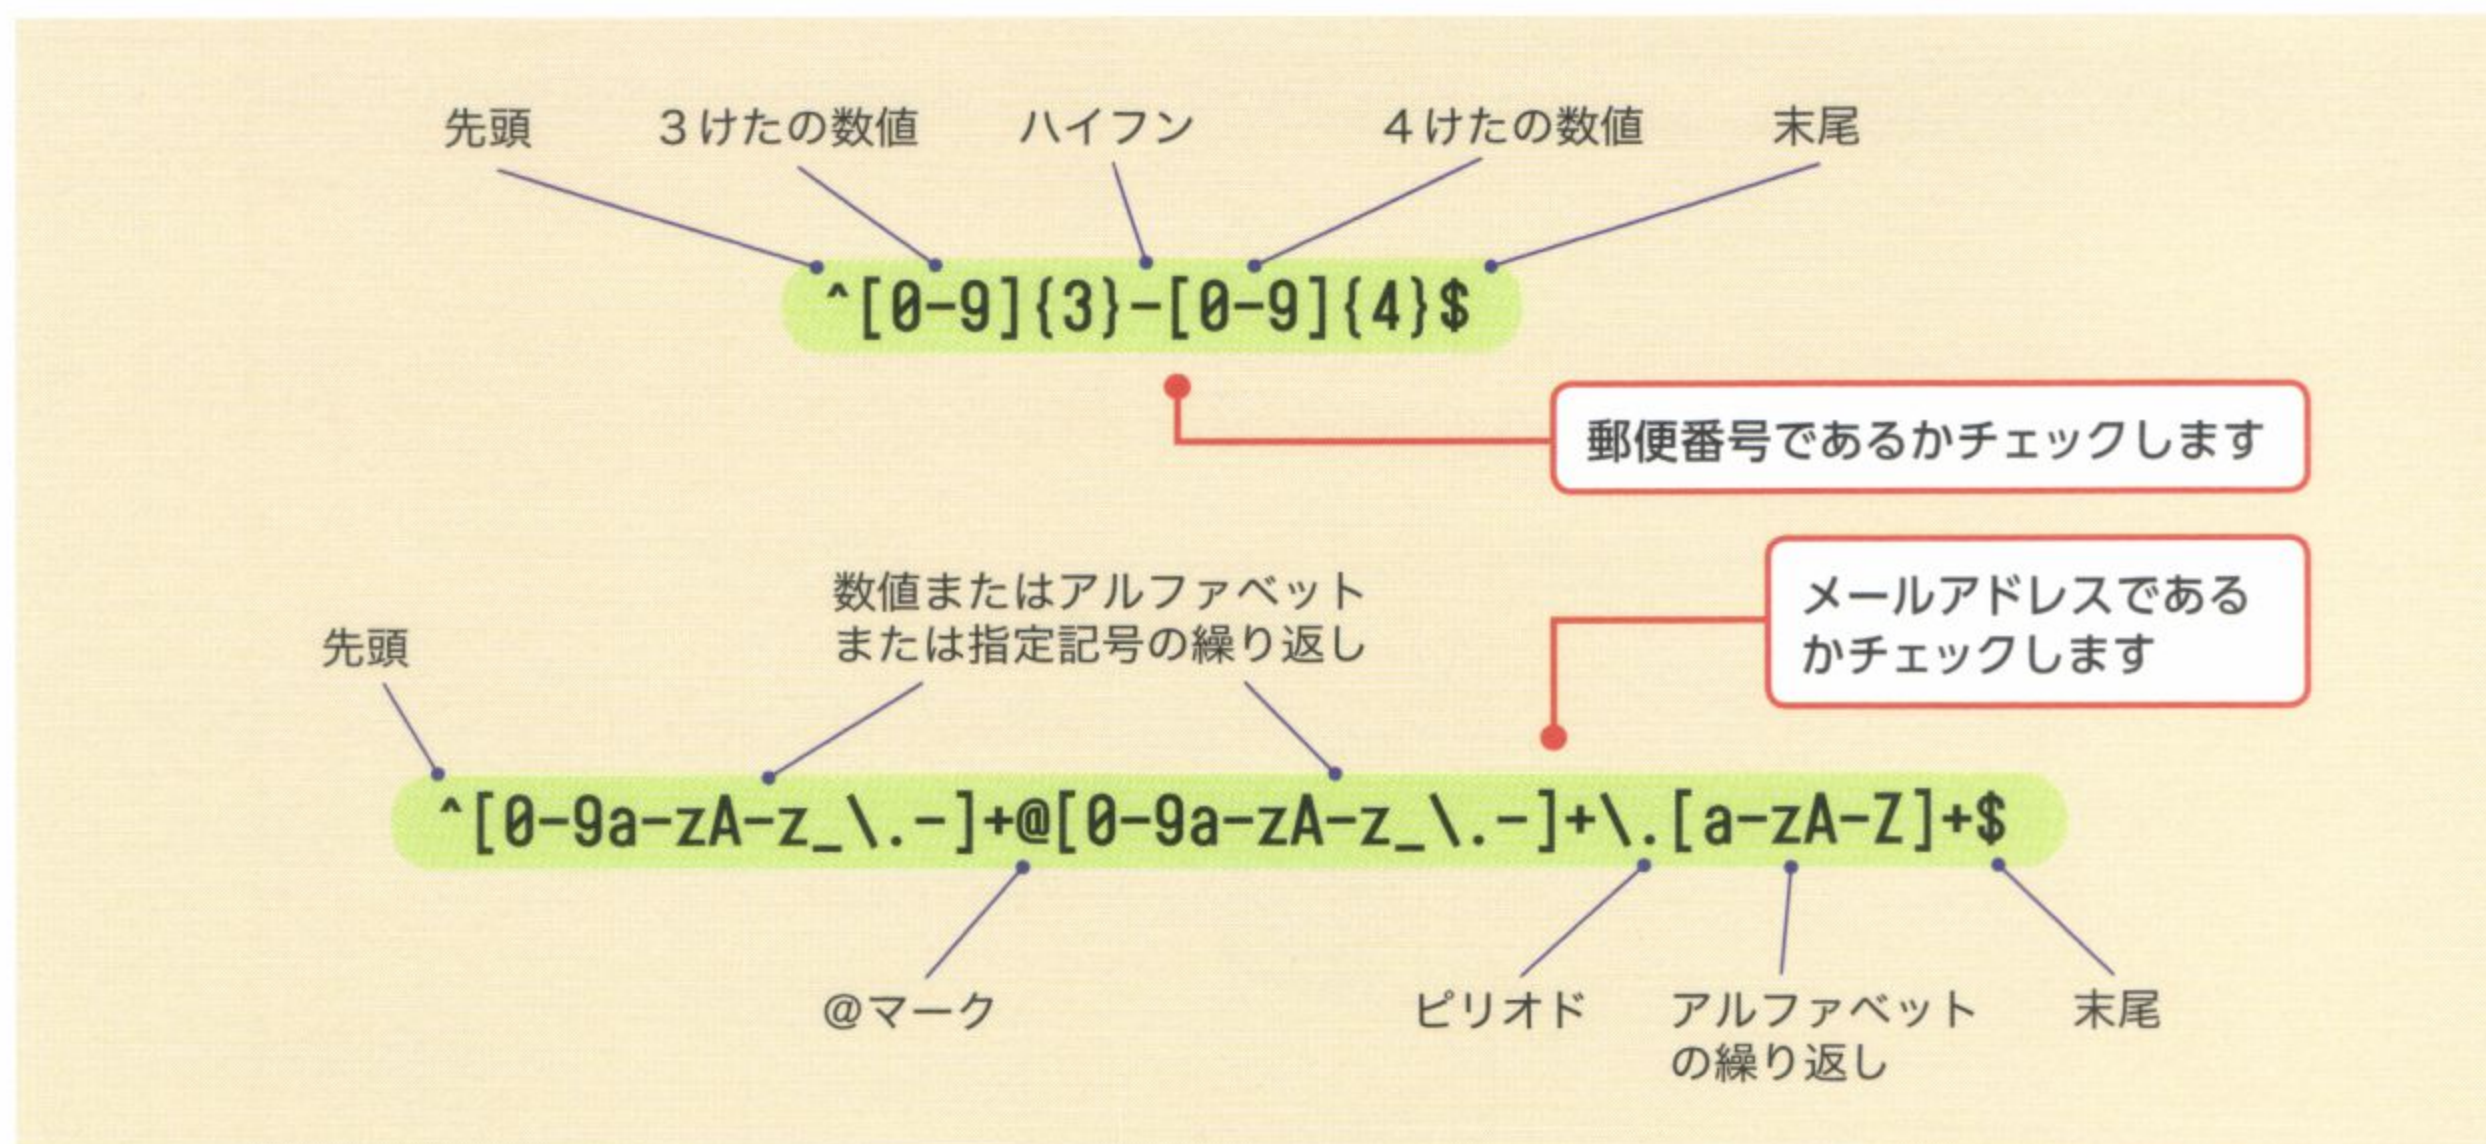 先頭 3けたの数値 ハイフン 4けたの数値 末尾
^[0-9]{3}-[0-9]{4}$
郵便番号であるかチェックします
メールアドレスである
かチェックします
数値またはアルファベット
または指定記号の繰り返し
先頭
^[0-9a-zA-z_\.-]+@[0-9a-zA-z_\.-]+\.[a-zA-Z]+$
@マーク ピリオド アルファベット
の繰り返し
末尾